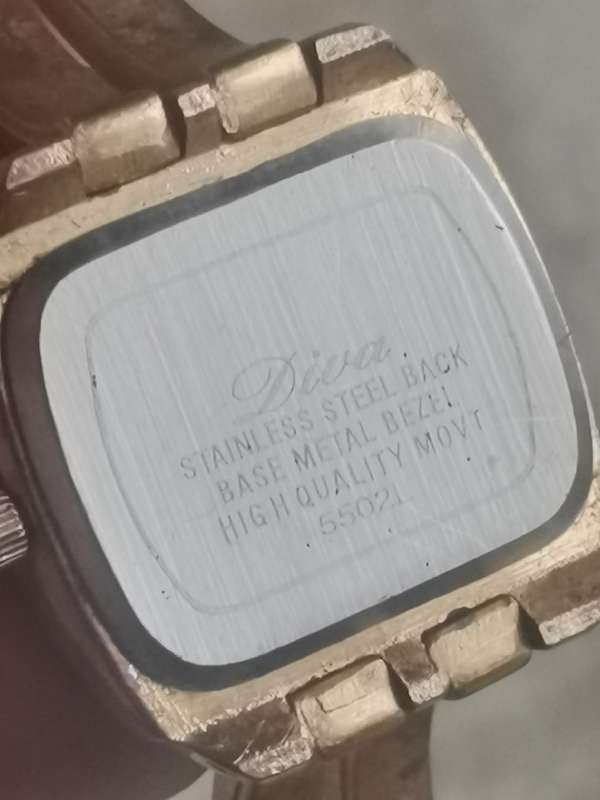 Diva
STAINLESS STEEL BACK
BASE METAL BEZEL
HIGH QUALITY MOVT
55021